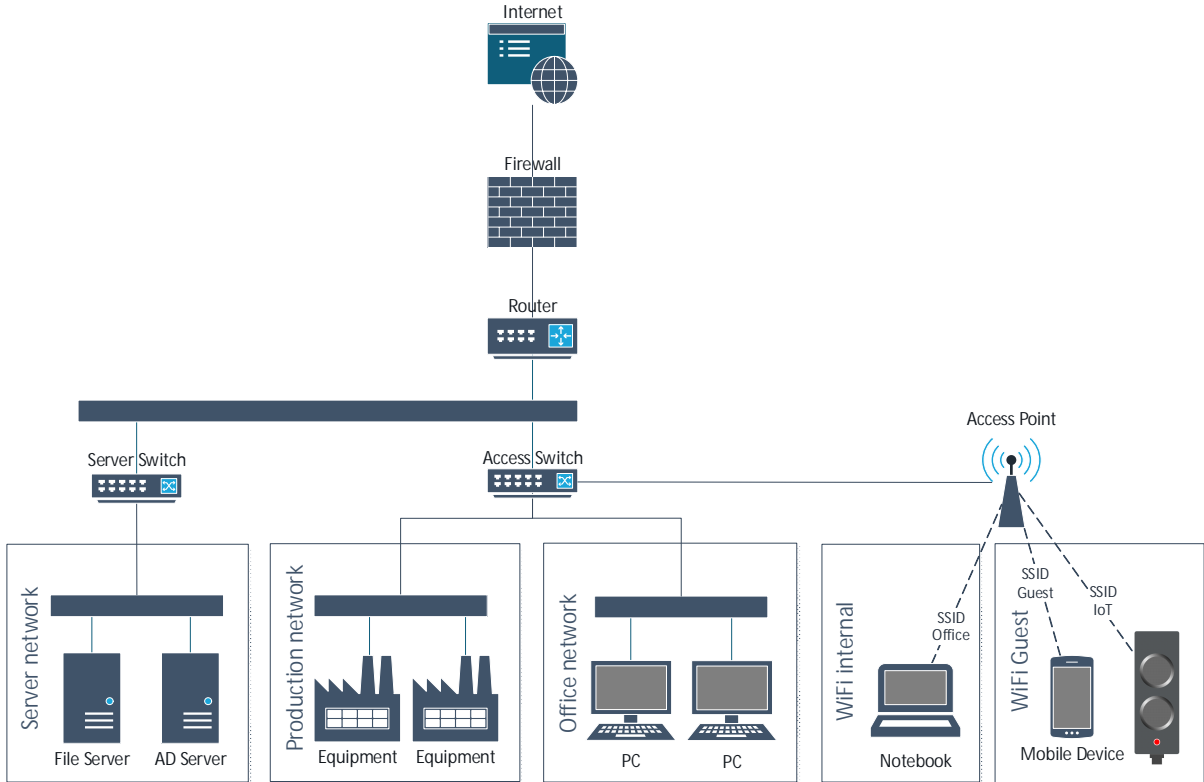 Internet
Firewall
Router
Access Point
Server Switch
Access Switch
SSID
Guest
SSID
IoT
SSID
Office
Server network
Production network
Office network
WiFi internal
WiFi Guest
File Server
AD Server
Equipment
Equipment
PC
PC
Notebook
Mobile Device